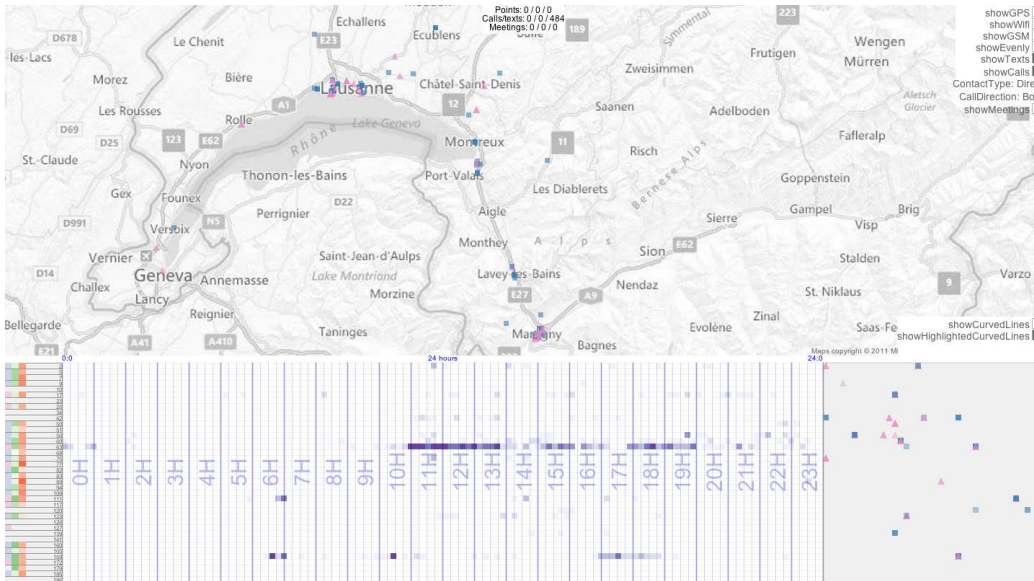 Points: 0 / 0 / 0
Calls/texts: 0 / 0 / 484
Meetings: 0 / 0 / 0
showGPS
showWifi
showGSM
showEvenly
showTexts
showCalls
ContactType: Dire
CallDirection: Bo
showMeetings
Echallens
D678
Le Chenit
E23
Ecublens
189
223
Simmental
Wengen
les-Lacs
Frutigen
Mürren
Zweisimmen
Morez
Bière
Lausanne
Châtel-Saint-Denis
Aletsch
Glacier
A1
12
Saanen
Adelboden
Les Rousses
Rolle
Lake Geneva
D69
D25
123
E62
Rhône
Montreux
11
Risch
Fafleralp
St.-Claude
Nyon
Bernese Alps
Thonon-les-Bains
Port-Valais
Goppenstein
Gex
Founex
D22
Les Diablerets
D991
N5
Perrignier
Aigle
Sierre
Gampel
Visp
Brig
Versoix
Monthey
Alps
E62
Vernier
Saint-Jean-d'Aulps
Sion
Stalden
D14
Geneva
Annemasse
Lake Montriand
Lavey-les-Bains
9
Varzo
Challex
Lancy
Morzine
E27
A9
Nendaz
St. Niklaus
Reignier
Bellegarde
Zinal
Taninges
Martigny
Evolène
Saas-Fe
showCurvedLines
showHighlightedCurvedLines
E21
A41
A410
Bagnes
Maps copyright © 2011 Mi
0:0
24 hours
24:0
0H 1H 2H 3H 4H 5H 6H 7H 8H 9H 10H 11H 12H 13H 14H 15H 16H 17H 18H 19H 20H 21H 22H 23H